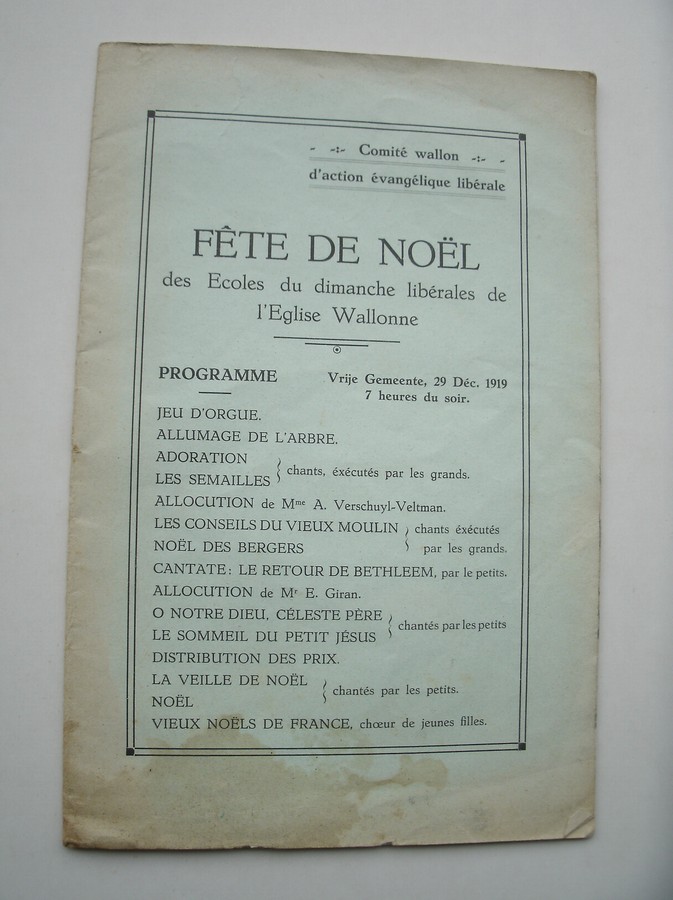 - -:- Comité wallon -:- -
d'action évangélique libérale
FÊTE DE NOËL
des Ecoles du dimanche libérales de
l'Eglise Wallonne
PROGRAMME
Vrije Gemeente, 29 Déc. 1919
7 heures du soir.
JEU D'ORGUE.
ALLUMAGE DE L'ARBRE.
ADORATION
LES SEMAILLES
chants, éxécutés par les grands.
ALLOCUTION de Mme A. Verschuyl-Veltman.
LES CONSEILS DU VIEUX MOULIN
NOËL DES BERGERS
chants éxécutés
par les grands.
CANTATE: LE RETOUR DE BETHLEEM, par le petits.
ALLOCUTION de Mr E. Giran.
O NOTRE DIEU, CÉLESTE PÈRE
LE SOMMEIL DU PETIT JÉSUS
chantés par les petits
DISTRIBUTION DES PRIX.
LA VEILLE DE NOËL
NOËL
chantés par les petits.
VIEUX NOËLS DE FRANCE, chœur de jeunes filles.